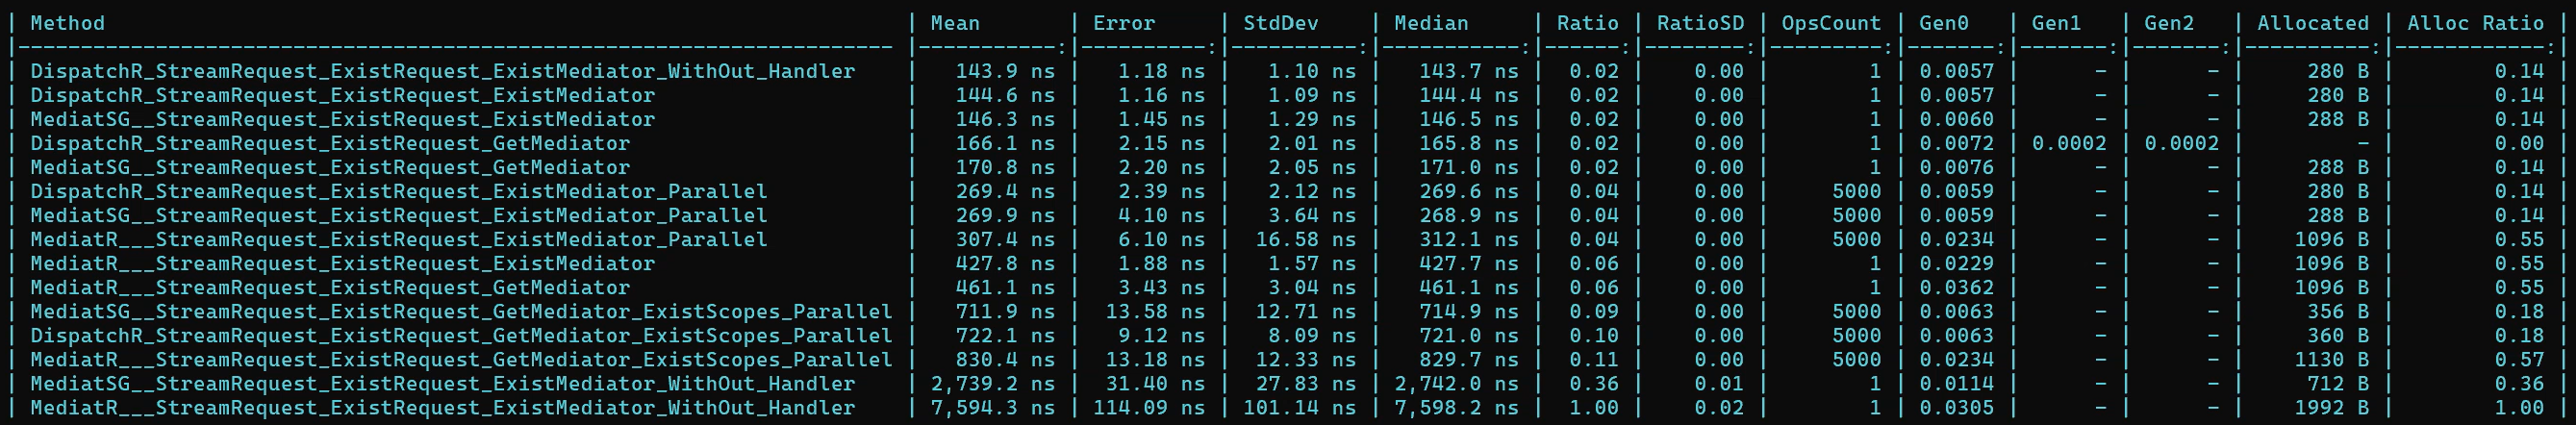 | Method                                                               | Mean       | Error     | StdDev    | Median     | Ratio | RatioSD | OpsCount | Gen0   | Gen1   | Gen2   | Allocated | Alloc Ratio |
|--------------------------------------------------------------------- |-----------:|----------:|----------:|-----------:|------:|--------:|---------:|-------:|-------:|-------:|----------:|------------:|
| DispatchR_StreamRequest_ExistRequest_ExistMediator_WithOut_Handler   |   143.9 ns |   1.18 ns |   1.10 ns |   143.7 ns |  0.02 |    0.00 |        1 | 0.0057 |      - |      - |     280 B |        0.14 |
| DispatchR_StreamRequest_ExistRequest_ExistMediator                   |   144.6 ns |   1.16 ns |   1.09 ns |   144.4 ns |  0.02 |    0.00 |        1 | 0.0057 |      - |      - |     280 B |        0.14 |
| MediatSG__StreamRequest_ExistRequest_ExistMediator                   |   146.3 ns |   1.45 ns |   1.29 ns |   146.5 ns |  0.02 |    0.00 |        1 | 0.0060 |      - |      - |     288 B |        0.14 |
| DispatchR_StreamRequest_ExistRequest_GetMediator                     |   166.1 ns |   2.15 ns |   2.01 ns |   165.8 ns |  0.02 |    0.00 |        1 | 0.0072 | 0.0002 | 0.0002 |         - |        0.00 |
| MediatSG__StreamRequest_ExistRequest_GetMediator                     |   170.8 ns |   2.20 ns |   2.05 ns |   171.0 ns |  0.02 |    0.00 |        1 | 0.0076 |      - |      - |     288 B |        0.14 |
| DispatchR_StreamRequest_ExistRequest_ExistMediator_Parallel          |   269.4 ns |   2.39 ns |   2.12 ns |   269.6 ns |  0.04 |    0.00 |     5000 | 0.0059 |      - |      - |     280 B |        0.14 |
| MediatSG__StreamRequest_ExistRequest_ExistMediator_Parallel          |   269.9 ns |   4.10 ns |   3.64 ns |   268.9 ns |  0.04 |    0.00 |     5000 | 0.0059 |      - |      - |     288 B |        0.14 |
| MediatR___StreamRequest_ExistRequest_ExistMediator_Parallel          |   307.4 ns |   6.10 ns |  16.58 ns |   312.1 ns |  0.04 |    0.00 |     5000 | 0.0234 |      - |      - |    1096 B |        0.55 |
| MediatR___StreamRequest_ExistRequest_ExistMediator                   |   427.8 ns |   1.88 ns |   1.57 ns |   427.7 ns |  0.06 |    0.00 |        1 | 0.0229 |      - |      - |    1096 B |        0.55 |
| MediatR___StreamRequest_ExistRequest_GetMediator                     |   461.1 ns |   3.43 ns |   3.04 ns |   461.1 ns |  0.06 |    0.00 |        1 | 0.0362 |      - |      - |    1096 B |        0.55 |
| MediatSG__StreamRequest_ExistRequest_GetMediator_ExistScopes_Parallel |   711.9 ns |  13.58 ns |  12.71 ns |   714.9 ns |  0.09 |    0.00 |     5000 | 0.0063 |      - |      - |     356 B |        0.18 |
| DispatchR_StreamRequest_ExistRequest_GetMediator_ExistScopes_Parallel |   722.1 ns |   9.12 ns |   8.09 ns |   721.0 ns |  0.10 |    0.00 |     5000 | 0.0063 |      - |      - |     360 B |        0.18 |
| MediatR___StreamRequest_ExistRequest_GetMediator_ExistScopes_Parallel |   830.4 ns |  13.18 ns |  12.33 ns |   829.7 ns |  0.11 |    0.00 |     5000 | 0.0234 |      - |      - |    1130 B |        0.57 |
| MediatSG__StreamRequest_ExistRequest_ExistMediator_WithOut_Handler   | 2,739.2 ns |  31.40 ns |  27.83 ns | 2,742.0 ns |  0.36 |    0.01 |        1 | 0.0114 |      - |      - |     712 B |        0.36 |
| MediatR___StreamRequest_ExistRequest_ExistMediator_WithOut_Handler   | 7,594.3 ns | 114.09 ns | 101.14 ns | 7,598.2 ns |  1.00 |    0.02 |        1 | 0.0305 |      - |      - |    1992 B |        1.00 |